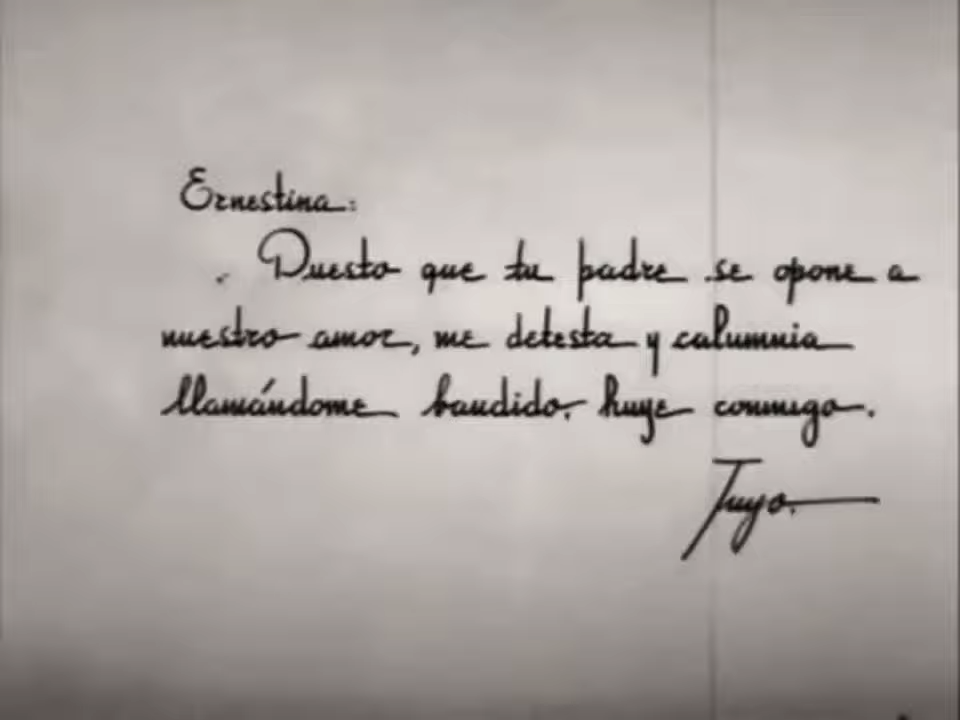 Ernestina:
Puesto que tu padre se opone a
nuestro amor, me detesta y calumnia
llamándome bandido, huye conmigo.
Tuyo.